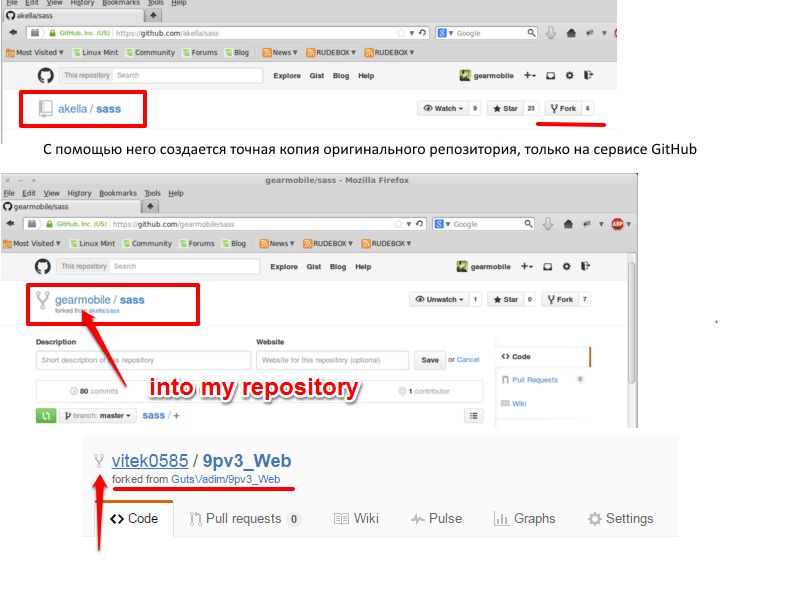 File Edit View History Bookmarks Tools Help
akella/sass
GitHub, Inc. (US) https://github.com/akella/sass Google
Most Visited Linux Mint Community Forums Blog News RUDEBOX RUDEBOX
This repository Search Explore Gist Blog Help gearmobile
akella / sass Watch 9 Star 23 Fork 6
С помощью него создается точная копия оригинального репозитория, только на сервисе GitHub
gearmobile/sass - Mozilla Firefox
File Edit View History Bookmarks Tools Help
gearmobile/sass
GitHub, Inc. (US) https://github.com/gearmobile/sass Google
Most Visited Linux Mint Community Forums Blog News RUDEBOX RUDEBOX
This repository Search Explore Gist Blog Help gearmobile
gearmobile / sass Unwatch 1 Star 0 Fork 7
forked from akella/sass
Description Website
Short description of this repository Website for this repository (optional) Save or Cancel
Code
Pull Requests 0
Wiki
80 commits 1 contributor
into my repository
branch: master sass / +
vitek0585 / 9pv3_Web
forked from GutsVadim/9pv3_Web
Code Pull requests 0 Wiki Pulse Graphs Settings